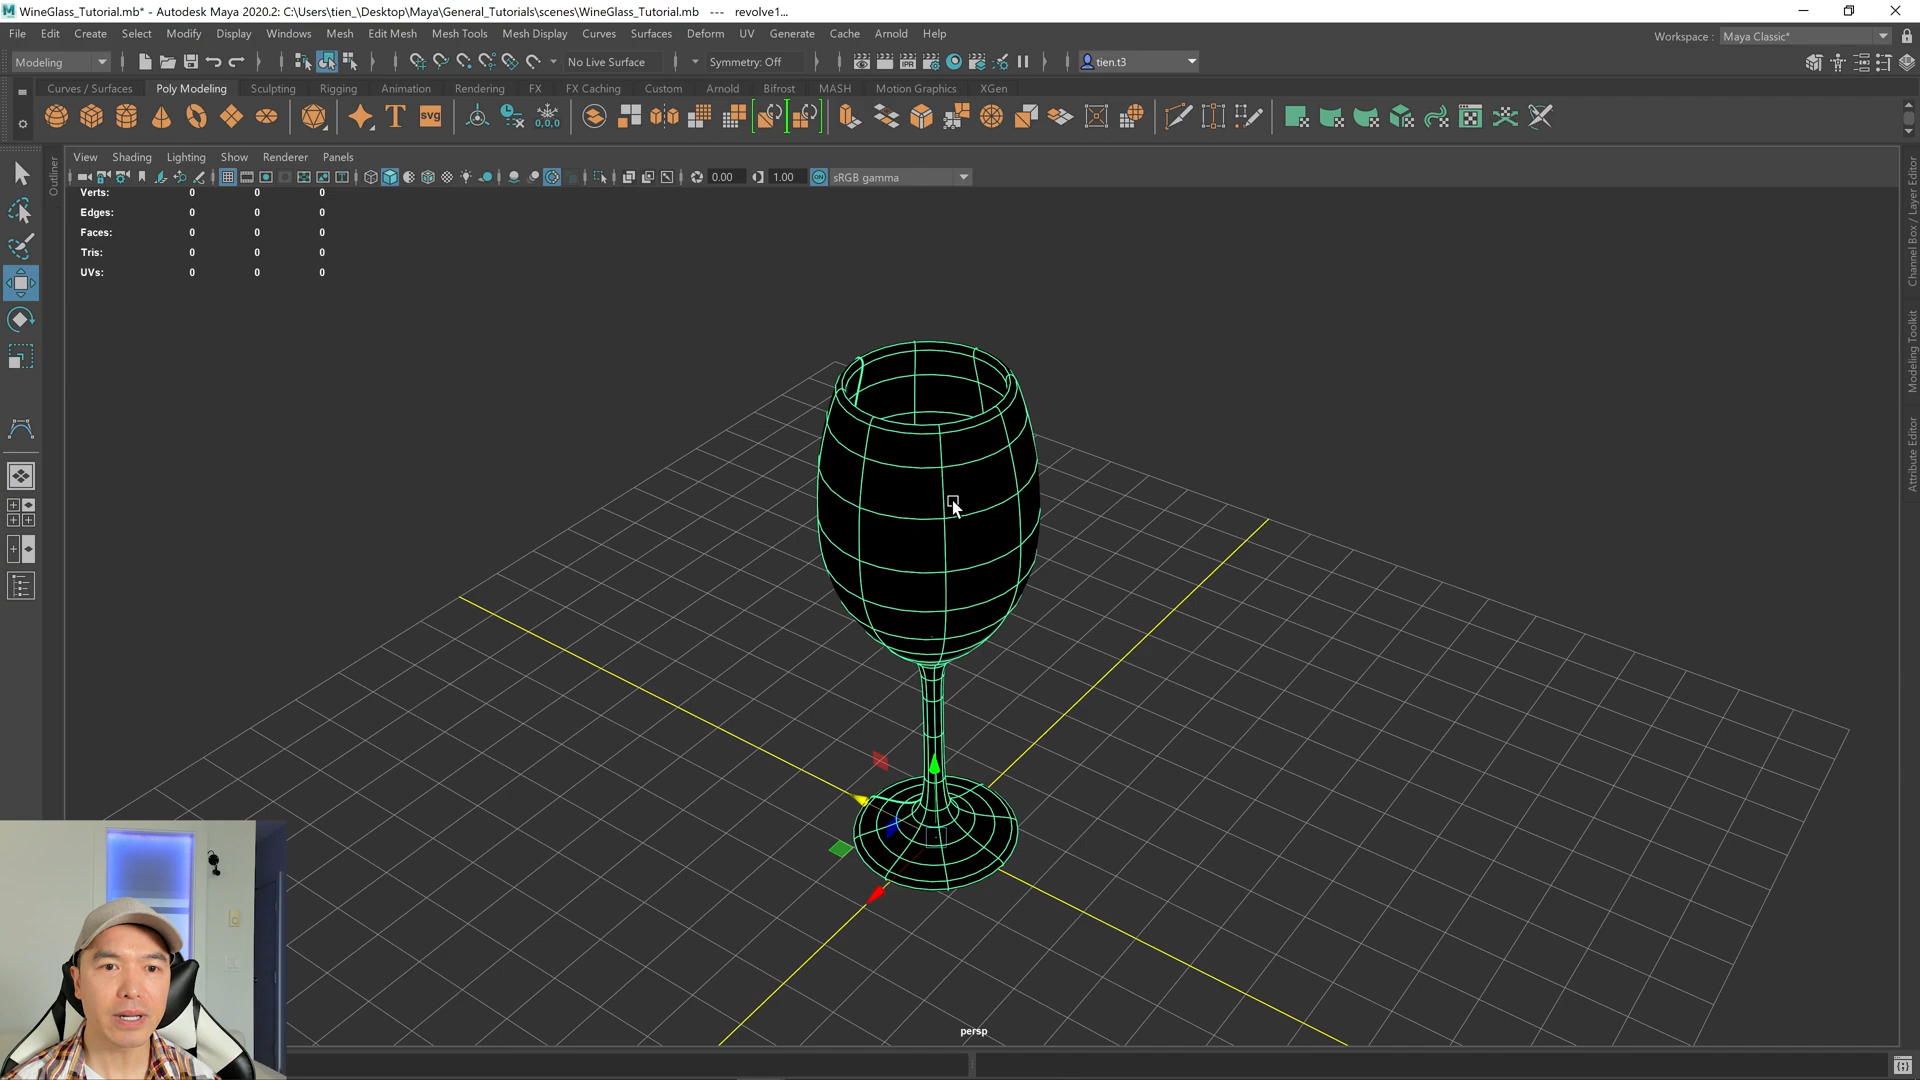 WineGlass_Tutorial.mb* - Autodesk Maya 2020.2: C:\Users\tien_\Desktop\Maya\General_Tutorials\scenes\WineGlass_Tutorial.mb   ---   revolve1...
File Edit Create Select Modify Display Windows Mesh Edit Mesh Mesh Tools Mesh Display Curves Surfaces Deform UV Generate Cache Arnold Help
Workspace : Maya Classic*
Modeling No Live Surface Symmetry: Off tien.t3
Curves / Surfaces Poly Modeling Sculpting Rigging Animation Rendering FX FX Caching Custom Arnold Bifrost MASH Motion Graphics XGen
T svg 0,0,0
View Shading Lighting Show Renderer Panels
0.00 1.00 ON sRGB gamma
Outliner
Verts: 0 0 0
Edges: 0 0 0
Faces: 0 0 0
Tris: 0 0 0
UVs: 0 0 0
Channel Box / Layer Editor
Modeling Toolkit
Attribute Editor
persp